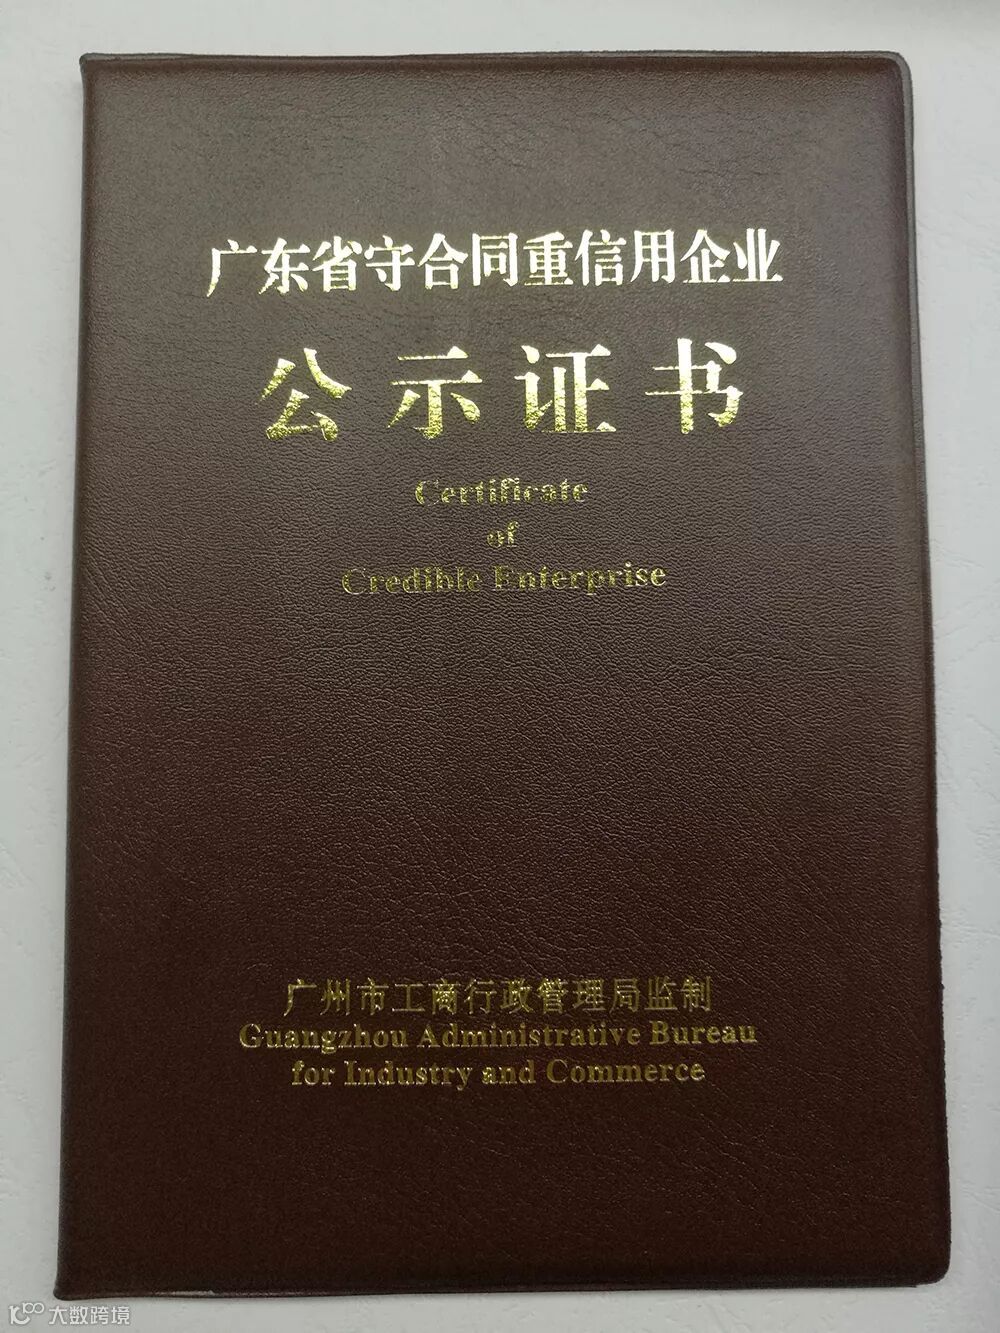 广东省守合同重信用企业
公示证书
Certificate
of
Credible Enterprise
广州市工商行政管理局监制
Guangzhou Administrative Bureau
for Industry and Commerce
大数跨境